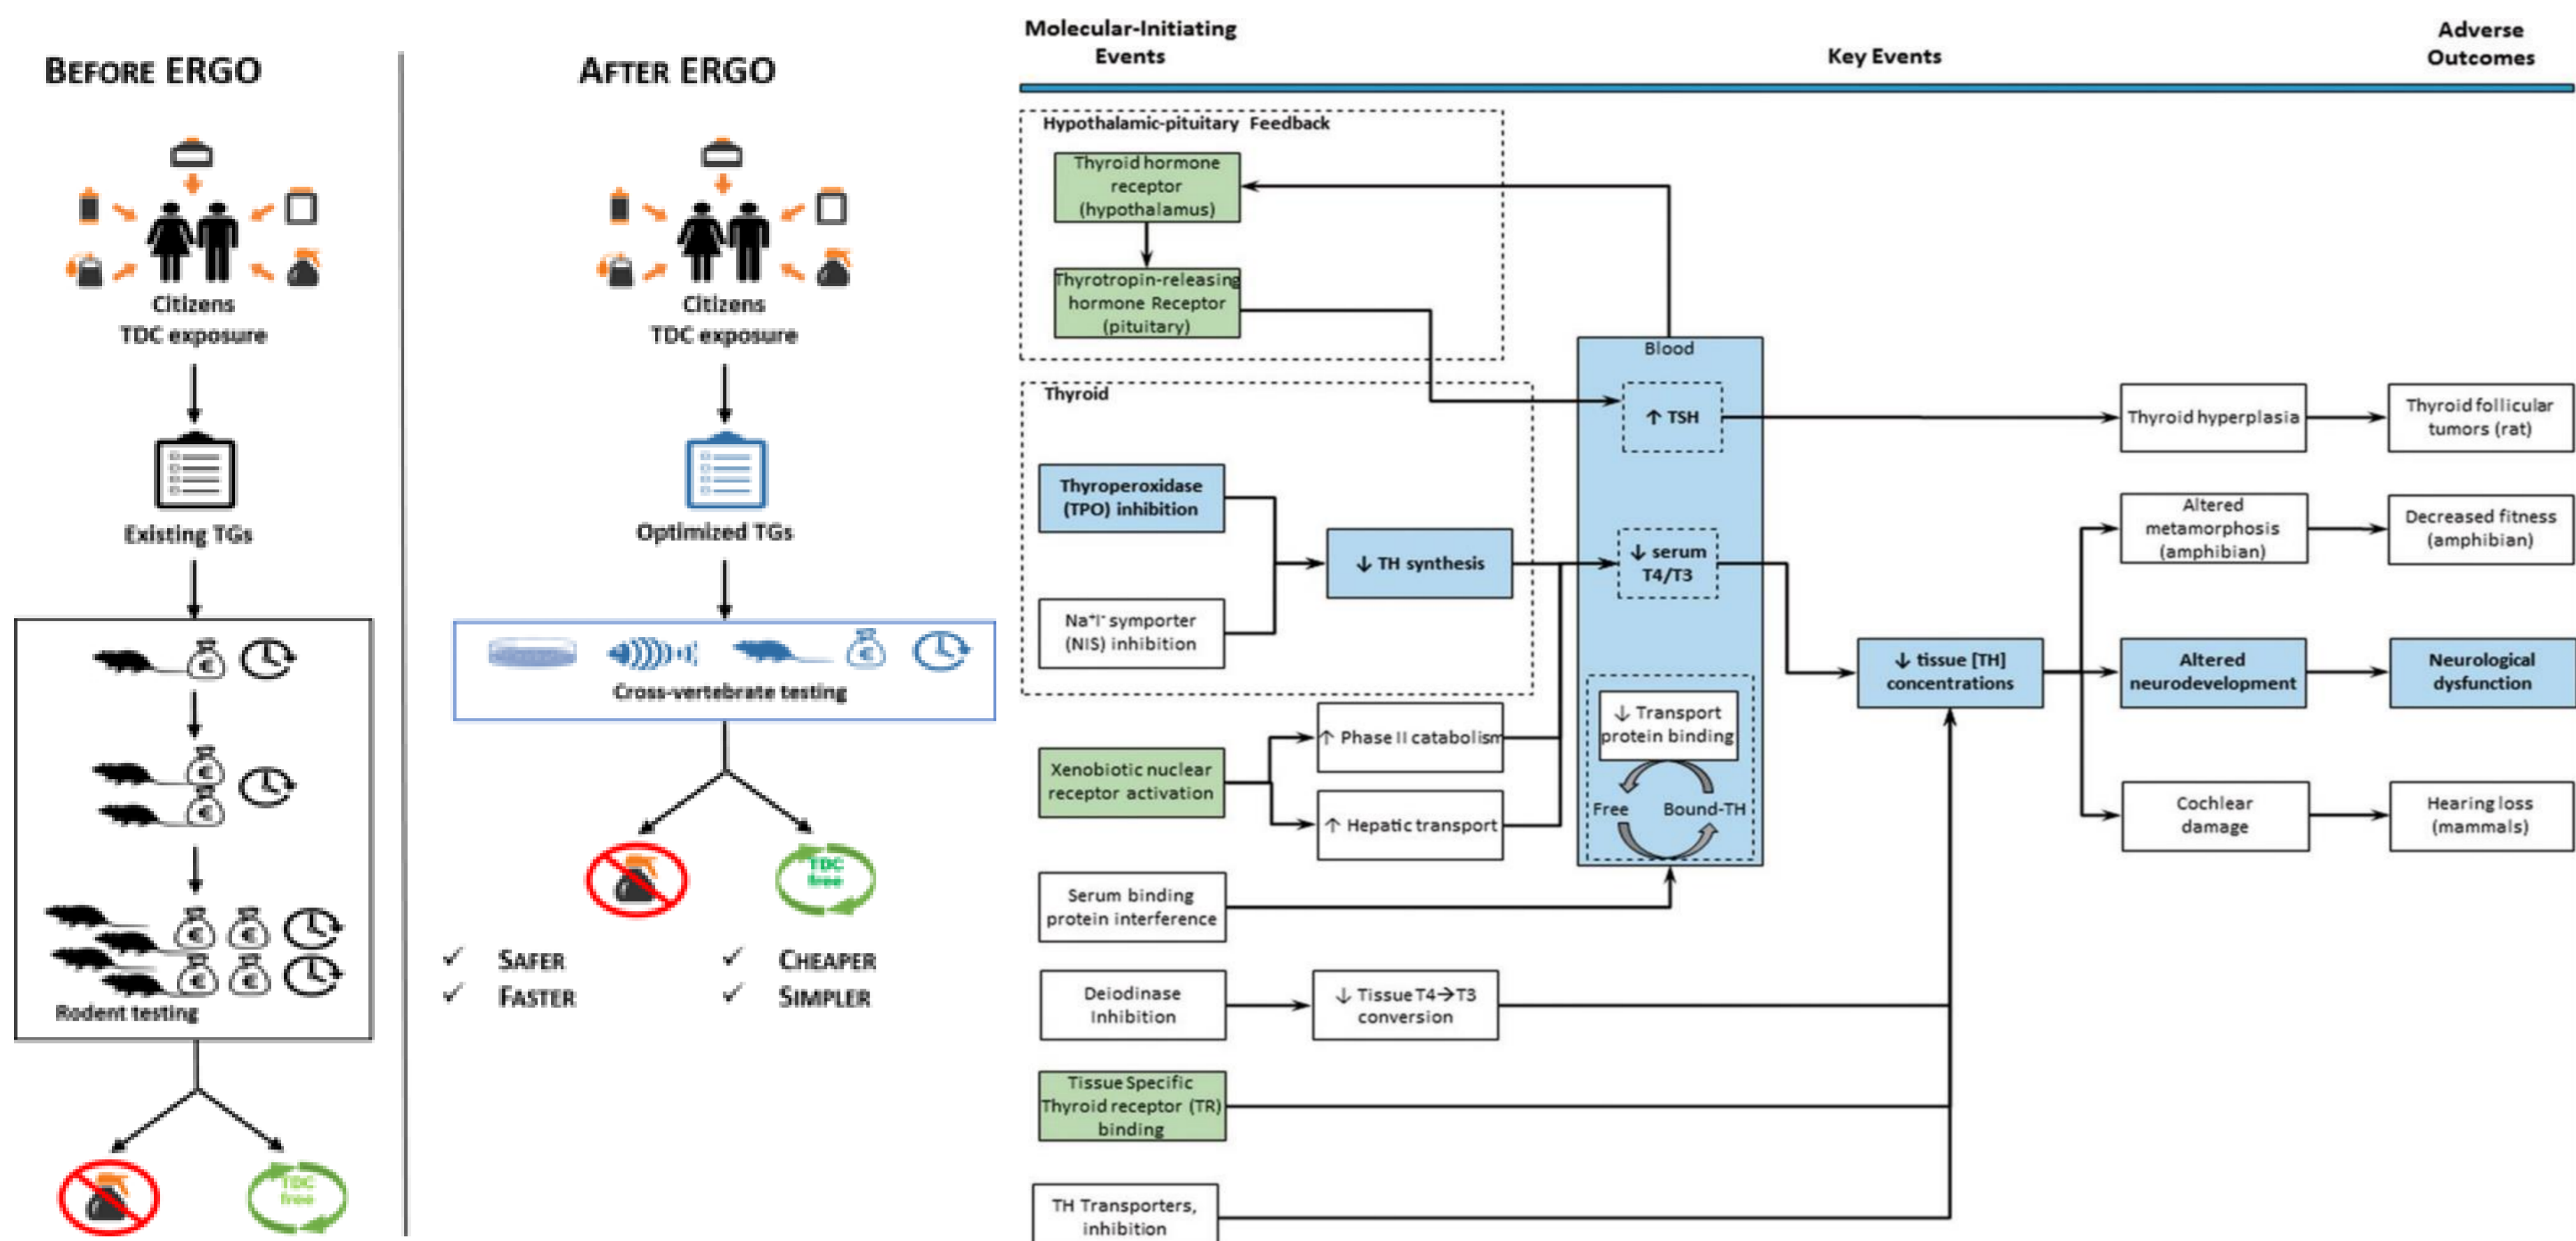 BEFORE ERGO
Citizens
TDC exposure
Existing TGs
Rodent testing
TDC
free
AFTER ERGO
Citizens
TDC exposure
Optimized TGs
Cross-vertebrate testing
TDC
free
✓ SAFER
✓ FASTER
✓ CHEAPER
✓ SIMPLER
Molecular-Initiating
Events
Key Events
Adverse
Outcomes
Hypothalamic-pituitary Feedback
Thyroid hormone
receptor
(hypothalamus)
Thyrotropin-releasing
hormone Receptor
(pituitary)
Thyroid
Thyroperoxidase
(TPO) inhibition
Na⁺I⁻ symporter
(NIS) inhibition
↓ TH synthesis
Xenobiotic nuclear
receptor activation
↑ Phase II catabolism
↑ Hepatic transport
Serum binding
protein interference
Deiodinase
Inhibition
↓ Tissue T4→T3
conversion
Tissue Specific
Thyroid receptor (TR)
binding
TH Transporters,
inhibition
Blood
↑ TSH
↓ serum
T4/T3
↓ Transport
protein binding
Free
Bound-TH
↓ tissue [TH]
concentrations
Thyroid hyperplasia
Thyroid follicular
tumors (rat)
Altered
metamorphosis
(amphibian)
Decreased fitness
(amphibian)
Altered
neurodevelopment
Neurological
dysfunction
Cochlear
damage
Hearing loss
(mammals)